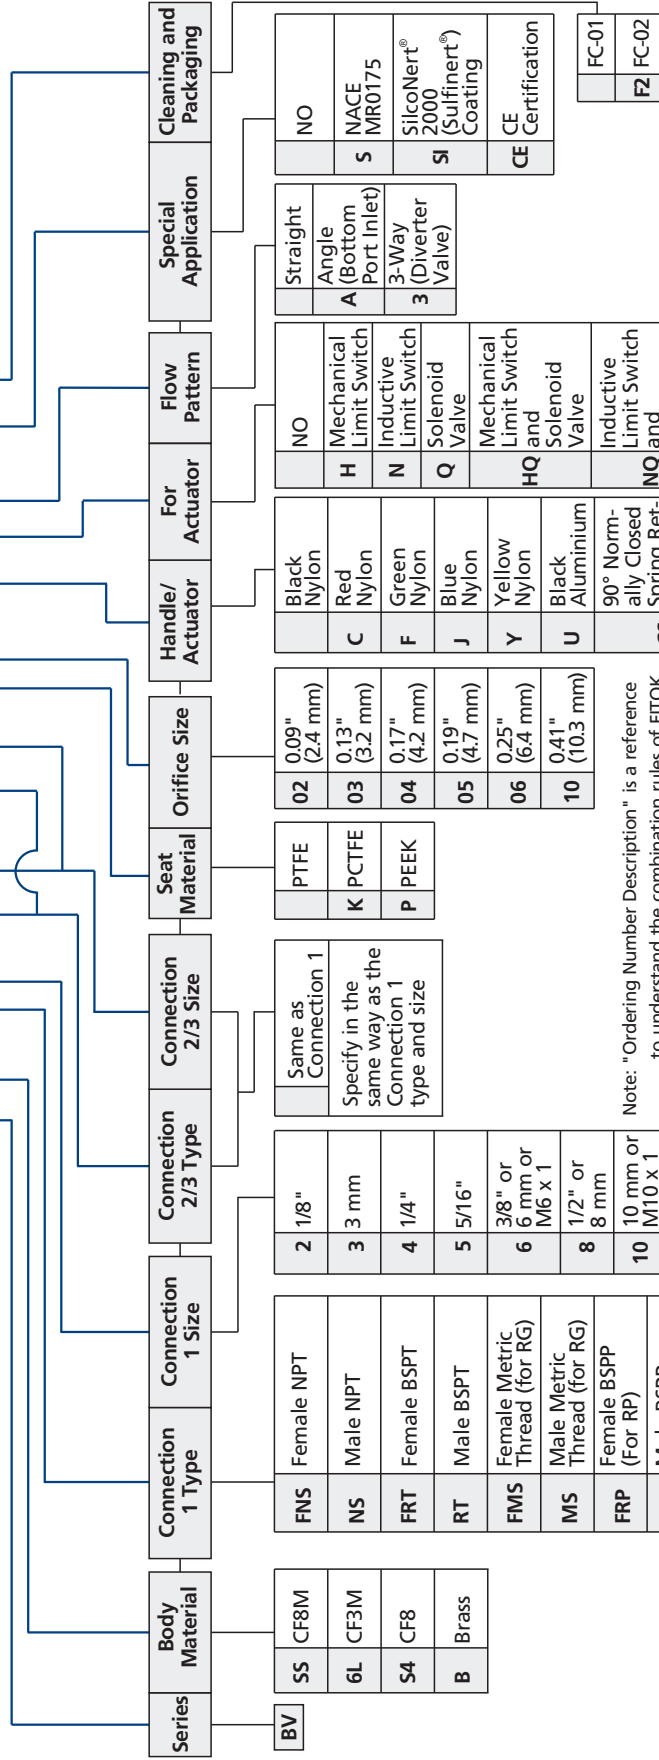 Series
Body
Material
Connection
1 Type
Connection
1 Size
Connection
2/3 Type
Connection
2/3 Size
Seat
Material
Orifice Size
Handle/
Actuator
For
Actuator
Flow
Pattern
Special
Application
Cleaning and
Packaging
BV
SS CF8M
6L CF3M
S4 CF8
B Brass
FNS Female NPT
NS Male NPT
FRT Female BSPT
RT Male BSPT
FMS Female Metric
Thread (for RG)
MS Male Metric
Thread (for RG)
FRP Female BSPP
(For RP)
2 1/8"
3 3 mm
4 1/4"
5 5/16"
6 3/8" or
6 mm or
M6 x 1
8 1/2" or
8 mm
10 10 mm or
M10 x 1
Same as
Connection 1
Specify in the
same way as the
Connection 1
type and size
PTFE
K PCTFE
P PEEK
02 0.09"
(2.4 mm)
03 0.13"
(3.2 mm)
04 0.17"
(4.2 mm)
05 0.19"
(4.7 mm)
06 0.25"
(6.4 mm)
10 0.41"
(10.3 mm)
Black
Nylon
C Red
Nylon
F Green
Nylon
J Blue
Nylon
Y Yellow
Nylon
U Black
Aluminium
90° Norm-
ally Closed
Spring Ret-
NO
H Mechanical
Limit Switch
N Inductive
Limit Switch
Q Solenoid
Valve
HQ Mechanical
Limit Switch
and
Solenoid
Valve
NQ Inductive
Limit Switch
and
Straight
A Angle
(Bottom
Port Inlet)
3 3-Way
(Diverter
Valve)
NO
S NACE
MR0175
SI SilcoNert®
2000
(Sulfinert®)
Coating
CE CE
Certification
FC-01
F2 FC-02
Note: "Ordering Number Description" is a reference
to understand the combination rules of FITOK